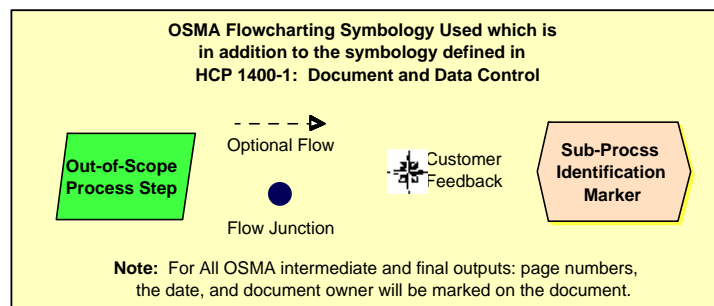 OSMA Flowcharting Symbology Used which is
in addition to the symbology defined in
HCP 1400-1: Document and Data Control
Out-of-Scope
Process Step
Optional Flow
Flow Junction
Customer
Feedback
Sub-Procss
Identification
Marker
Note: For All OSMA intermediate and final outputs: page numbers,
the date, and document owner will be marked on the document.